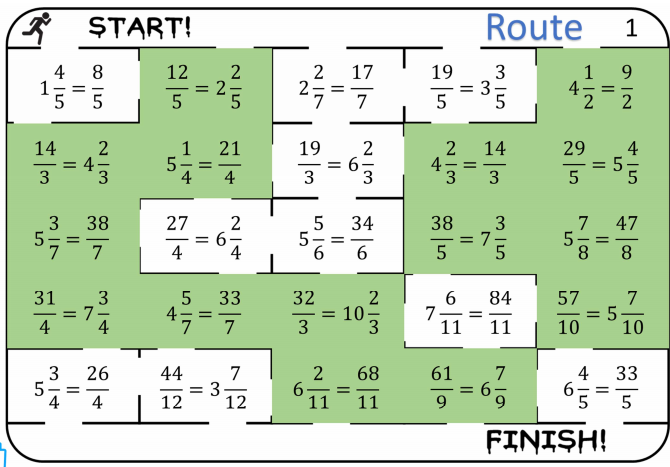 START! Route 1
1 4/5 = 8/5 12/5 = 2 2/5 2 2/7 = 17/7 19/5 = 3 3/5 4 1/2 = 9/2
14/3 = 4 2/3 5 1/4 = 21/4 19/3 = 6 2/3 4 2/3 = 14/3 29/5 = 5 4/5
5 3/7 = 38/7 27/4 = 6 2/4 5 5/6 = 34/6 38/5 = 7 3/5 5 7/8 = 47/8
31/4 = 7 3/4 4 5/7 = 33/7 32/3 = 10 2/3 7 6/11 = 84/11 57/10 = 5 7/10
5 3/4 = 26/4 44/12 = 3 7/12 6 2/11 = 68/11 61/9 = 6 7/9 6 4/5 = 33/5
FINISH!